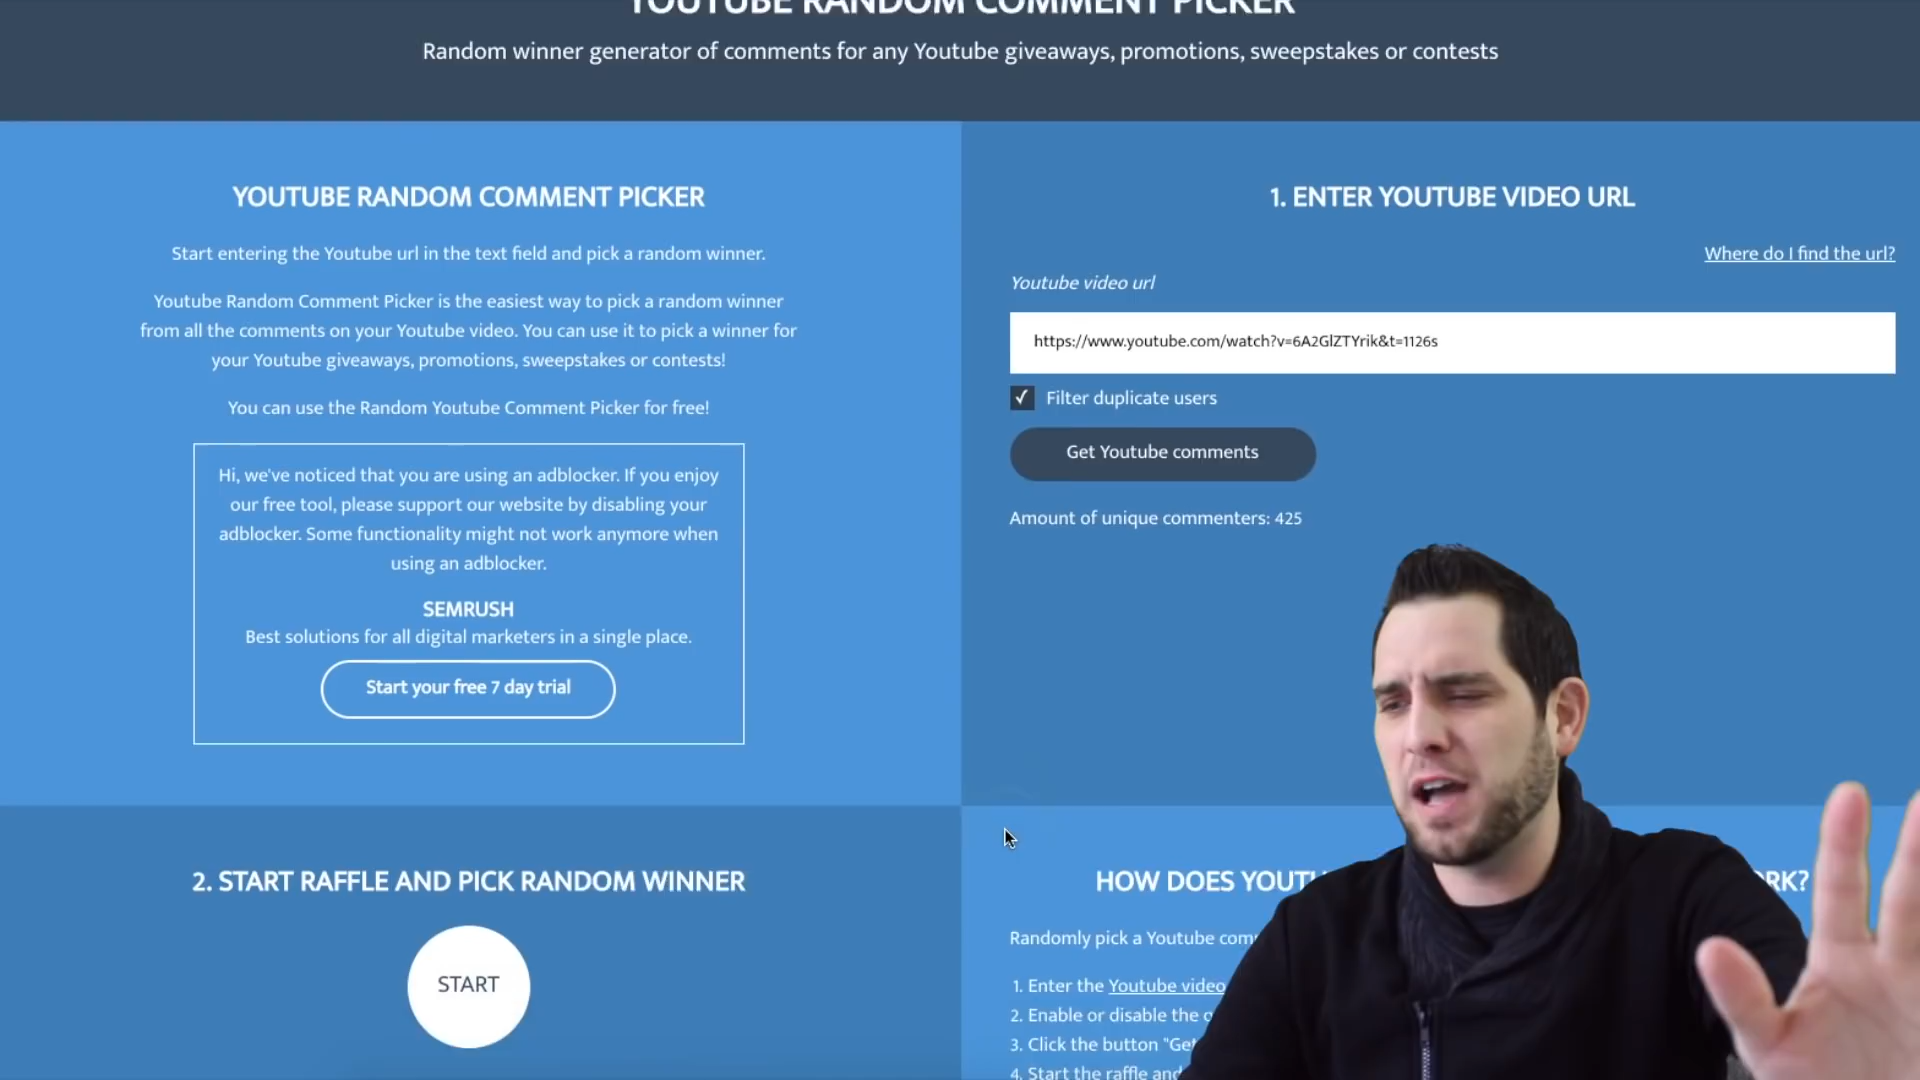 YOUTUBE RANDOM COMMENT PICKER
Random winner generator of comments for any Youtube giveaways, promotions, sweepstakes or contests
YOUTUBE RANDOM COMMENT PICKER
Start entering the Youtube url in the text field and pick a random winner.
Youtube Random Comment Picker is the easiest way to pick a random winner
from all the comments on your Youtube video. You can use it to pick a winner for
your Youtube giveaways, promotions, sweepstakes or contests!
You can use the Random Youtube Comment Picker for free!
Hi, we've noticed that you are using an adblocker. If you enjoy
our free tool, please support our website by disabling your
adblocker. Some functionality might not work anymore when
using an adblocker.
SEMRUSH
Best solutions for all digital marketers in a single place.
Start your free 7 day trial
1. ENTER YOUTUBE VIDEO URL
Where do I find the url?
Youtube video url
https://www.youtube.com/watch?v=6A2GlZTYrik&t=1126s
Filter duplicate users
Get Youtube comments
Amount of unique commenters: 425
2. START RAFFLE AND PICK RANDOM WINNER
START
HOW DOES
Randomly pick a Youtube
1. Enter the Youtube video
2. Enable or disable the
3. Click the button
4. Start the raffle and